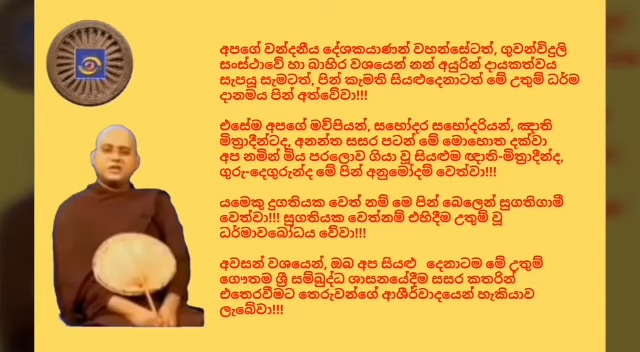 අපගේ වන්දනීය දේශකයාණන් වහන්සේටත්, ගුවන්විදුලි
සංස්ථාවේ හා බාහිර වශයෙන් නන් අයුරින් දායකත්වය
සැපයූ සැමටත්, පින් කැමති සියළුදෙනාටත් මේ උතුම් ධර්ම
දානමය පින් අත්වේවා!!!
එසේම අපගේ මව්පියන්, සහෝදර සහෝදරියන්, ඤාති
මිත්‍රාදීන්ටද, අනන්ත සසර පටන් මේ මොහොත දක්වා
අප නමින් මිය පරලොව ගියා වූ සියළුම ඥාති-මිත්‍රාදීන්ද,
ගුරු-දෙගුරුන්ද මේ පින් අනුමෝදම් වෙත්වා!!!
යමෙකු දුගතියක වෙත් නම් මෙ පින් බෙලෙන් සුගතිගාමී
වෙත්වා!!! සුගතියක වෙත්නම් එහිදීම උතුම් වූ
ධර්මාවබෝධය වේවා!!!
අවසන් වශයෙන්, ඔබ අප සියළු දෙනාටම මේ උතුම්
ගෞතම ශ්‍රී සම්බුද්ධ ශාසනයේදීම සසර කතරින්
එතෙරවීමට තෙරුවන්ගේ ආශීර්වාදයෙන් හැකියාව
ලැබේවා!!!